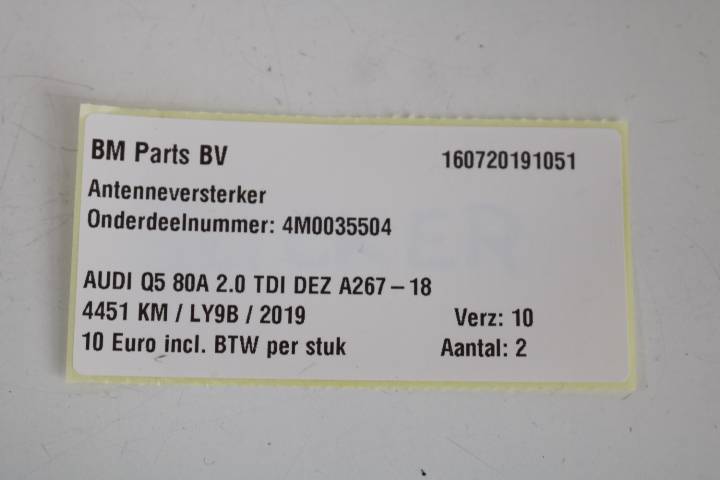 BM Parts BV 160720191051
Antenneversterker
Onderdeelnummer: 4M0035504
AUDI Q5 80A 2.0 TDI DEZ A267-18
4451 KM / LY9B / 2019 Verz: 10
10 Euro incl. BTW per stuk Aantal: 2